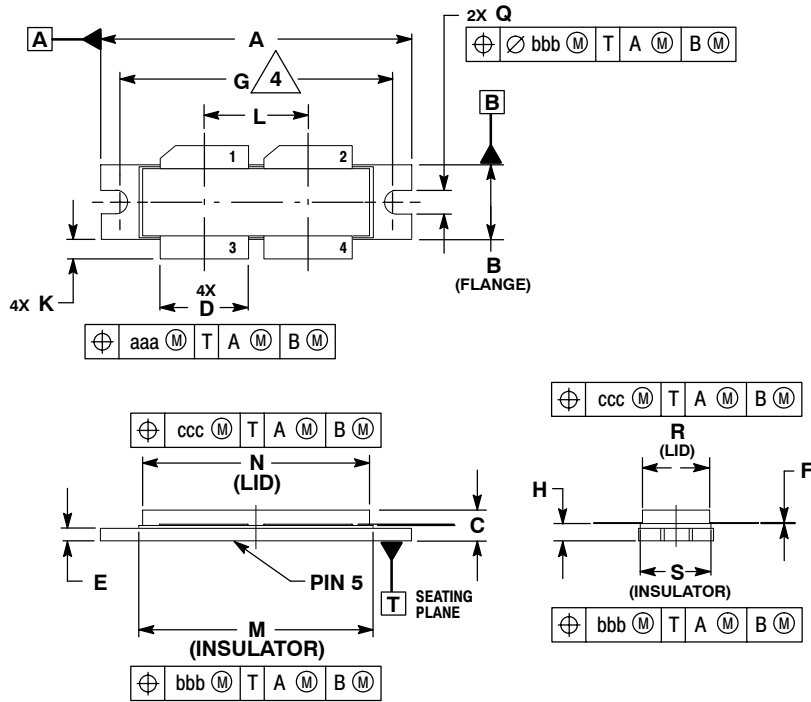 A
A
2X Q
⌖ ∅ bbb Ⓜ T A Ⓜ B Ⓜ
G 4
L
B
1
2
3
4
B
(FLANGE)
4X K
4X
D
⌖ aaa Ⓜ T A Ⓜ B Ⓜ
⌖ ccc Ⓜ T A Ⓜ B Ⓜ
N
(LID)
C
E
PIN 5
T SEATING
PLANE
M
(INSULATOR)
⌖ bbb Ⓜ T A Ⓜ B Ⓜ
⌖ ccc Ⓜ T A Ⓜ B Ⓜ
R
(LID)
F
H
S
(INSULATOR)
⌖ bbb Ⓜ T A Ⓜ B Ⓜ